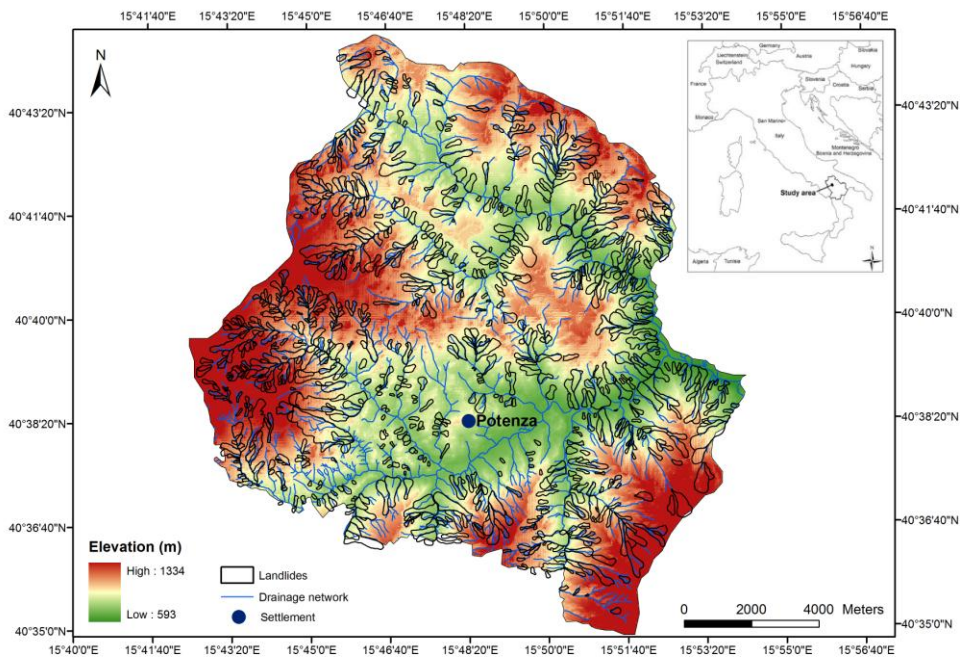 15°41'40"E 15°43'20"E 15°45'0"E 15°46'40"E 15°48'20"E 15°50'0"E 15°51'40"E 15°53'20"E 15°55'0"E 15°56'40"E
N
Germany
Slovakia
Liechtenstein
Austria
Switzerland
Hungary
Slovenia
France
Croatia
Serbia
Monaco
San Marino
Italy
Montenegro
Bosnia and Herzegovina
Study area
Algeria
Tunisia
N
40°43'20"N 40°43'20"N
40°41'40"N 40°41'40"N
40°40'0"N 40°40'0"N
40°38'20"N 40°38'20"N
Potenza
40°36'40"N 40°36'40"N
40°35'0"N 40°35'0"N
Elevation (m)
High : 1334
Low : 593
Landlides
Drainage network
Settlement
0 2000 4000 Meters
15°40'0"E 15°41'40"E 15°43'20"E 15°45'0"E 15°46'40"E 15°48'20"E 15°50'0"E 15°51'40"E 15°53'20"E 15°55'0"E 15°56'40"E